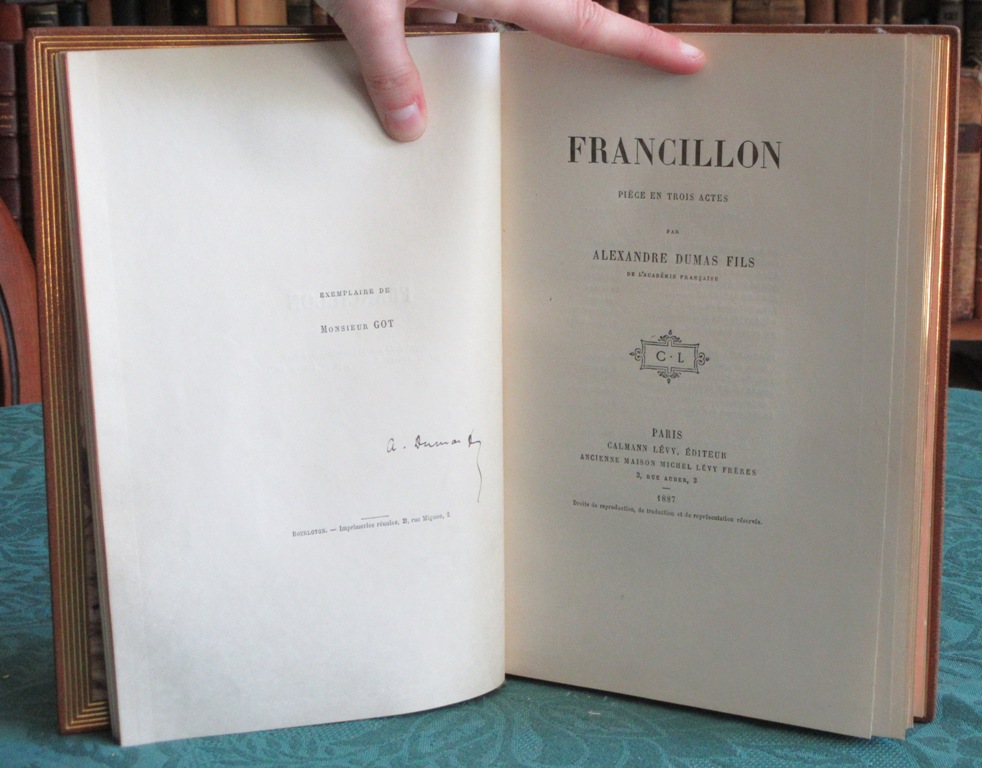 EXEMPLAIRE DE
MONSIEUR GOT
A. Dumas f
BOURLOTON. — Imprimeries réunies, B, rue Mignon, 2.
FRANCILLON
PIÈCE EN TROIS ACTES
PAR
ALEXANDRE DUMAS FILS
DE L'ACADÉMIE FRANÇAISE
C · L
PARIS
CALMANN LÉVY, ÉDITEUR
ANCIENNE MAISON MICHEL LÉVY FRÈRES
3, RUE AUBER, 3
1887
Droits de reproduction, de traduction et de représentation réservés.